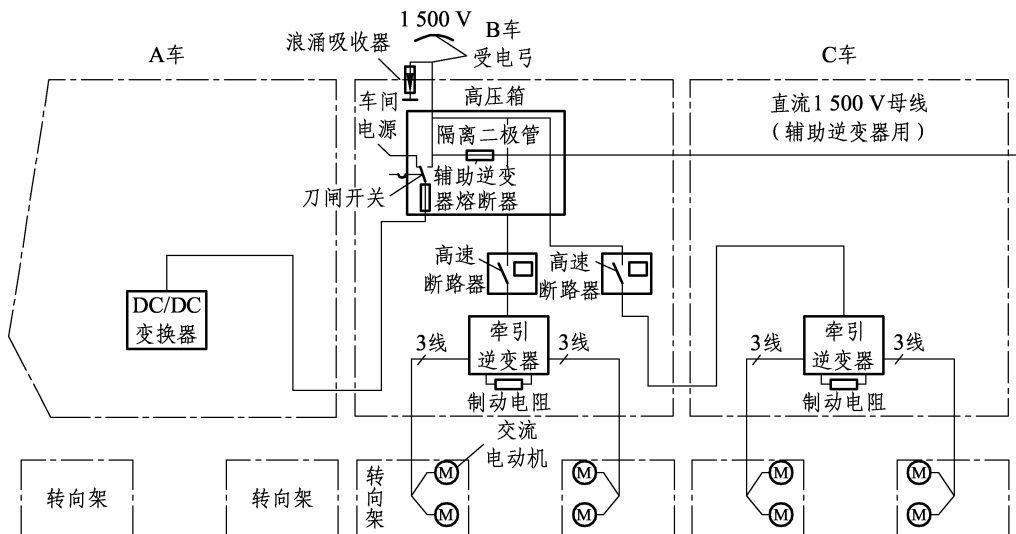 1 500 V
A车
浪涌吸收器
B车
受电弓
C车
车间
电源
高压箱
隔离二极管
直流1 500 V母线
（辅助逆变器用）
刀闸开关
辅助逆变
器熔断器
高速
断路器
高速
断路器
DC/DC
变换器
3线
牵引
逆变器
3线
制动电阻
3线
牵引
逆变器
3线
制动电阻
交流
电动机
转向架
转向架
转向架
M
M
M
M
M
M
M
M